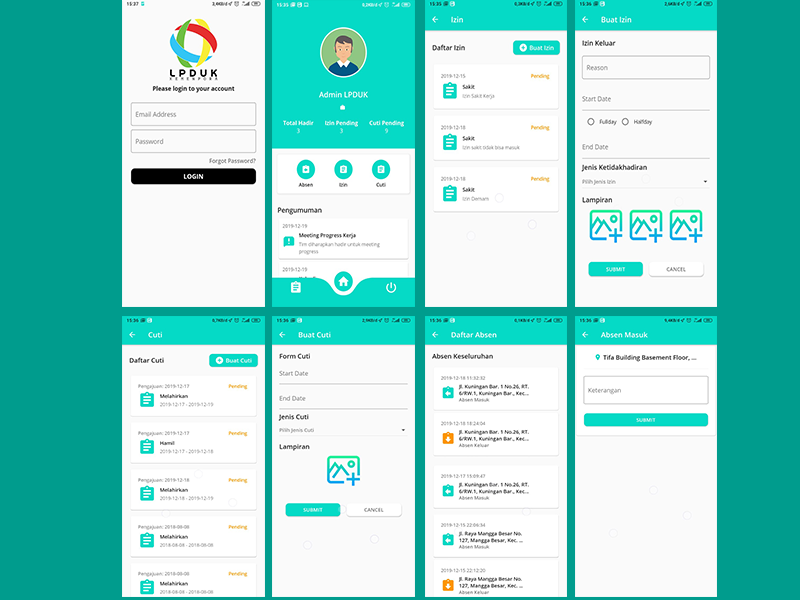 15:37
LPDUK
KEMENPORA
Please login to your account
Email Address
Password
Forgot Password?
LOGIN
15:35
Admin LPDUK
Total Hadir
3
Izin Pending
3
Cuti Pending
9
Absen
Izin
Cuti
Pengumuman
2019-12-19
Meeting Progress Kerja
Tim diharapkan hadir untuk meeting
progress
2019-12-19
15:35
Izin
Daftar Izin
Buat Izin
2019-12-15
Pending
Sakit
Izin Sakit Kerja
2019-12-18
Pending
Sakit
Izin sakit tidak bisa masuk
2019-12-18
Pending
Sakit
Izin Demam
15:36
Buat Izin
Izin Keluar
Reason
Start Date
Fullday
Halfday
End Date
Jenis Ketidakhadiran
Pilih Jenis Izin
Lampiran
SUBMIT
CANCEL
15:36
Cuti
Daftar Cuti
Buat Cuti
Pengajuan: 2019-12-17
Pending
Melahirkan
2019-12-17 - 2019-12-19
Pengajuan: 2019-12-17
Pending
Hamil
2019-12-17 - 2019-12-18
Pengajuan: 2019-12-18
Pending
Melahirkan
2019-12-18 - 2019-12-19
Pengajuan: 2018-08-08
Pending
Melahirkan
2018-08-08 - 2018-08-08
Pengajuan: 2018-08-08
Pending
Melahirkan
2018-08-08 - 2018-08-08
15:36
Buat Cuti
Form Cuti
Start Date
End Date
Jenis Cuti
Pilih Jenis Cuti
Lampiran
SUBMIT
CANCEL
15:36
Daftar Absen
Absen Keseluruhan
2019-12-18 11:32:32
Jl. Kuningan Bar. 1 No.26, RT.
6/RW.1, Kuningan Bar., Kec...
Absen Masuk
2019-12-18 18:24:04
Jl. Kuningan Bar. 1 No.26, RT.
6/RW.1, Kuningan Bar., Kec...
Absen Keluar
2019-12-17 15:09:47
Jl. Kuningan Bar. 1 No.26, RT.
6/RW.1, Kuningan Bar., Kec...
Absen Masuk
2019-12-15 22:06:54
Jl. Raya Mangga Besar No.
127, Mangga Besar, Kec. ...
Absen Masuk
2019-12-15 22:12:20
Jl. Raya Mangga Besar No.
127, Mangga Besar, Kec. ...
Absen Keluar
15:36
Absen Masuk
Tifa Building Basement Floor, ...
Keterangan
SUBMIT